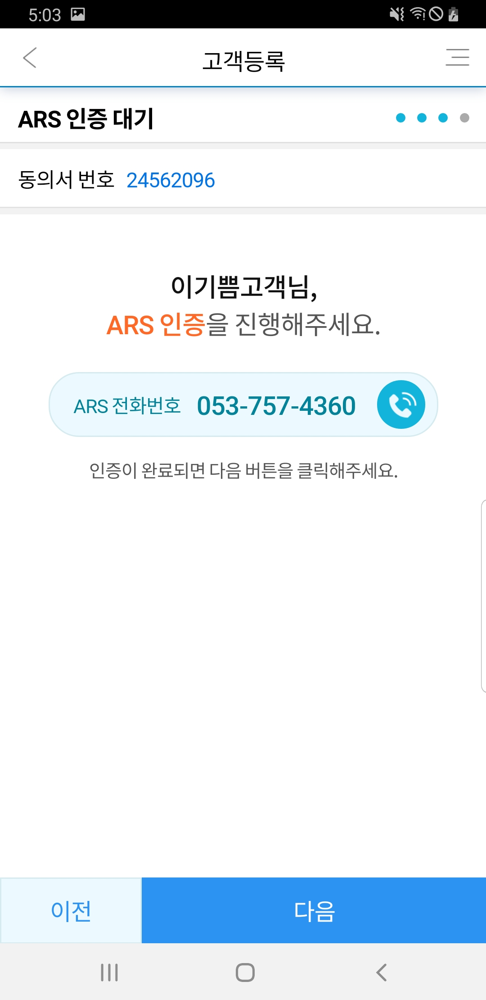 5:03
고객등록
ARS 인증 대기
동의서 번호 24562096
이기쁨고객님,
ARS 인증을 진행해주세요.
ARS 전화번호 053-757-4360
인증이 완료되면 다음 버튼을 클릭해주세요.
이전 다음